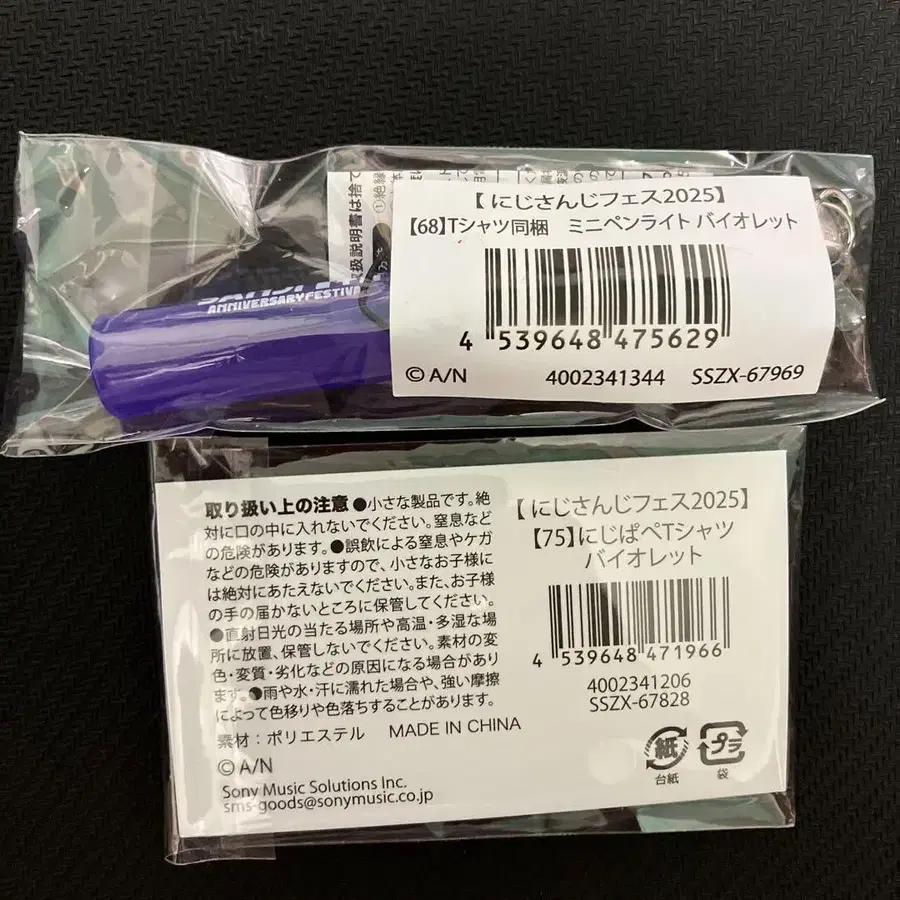 【にじさんじフェス2025】
【68】Tシャツ同梱　ミニペンライト バイオレット
4 539648 475629
© A/N 4002341344 SSZX-67969
取扱説明書は捨て
ANNIVERSARY FESTIVA
取り扱い上の注意 ●小さな製品です。絶
対に口の中に入れないでください。窒息など
の危険があります。●誤飲による窒息やケガ
などの危険がありますので、小さなお子様に
は絶対にあたえないでください。また、お子様
の手の届かないところに保管してください。
●直射日光の当たる場所や高温・多湿な場
所に放置、保管しないでください。素材の変
色・変質・劣化などの原因になる場合があり
ます。●雨や水・汗に濡れた場合や、強い摩擦
によって色移りや色落ちすることがあります。
素材：ポリエステル MADE IN CHINA
© A/N
Sony Music Solutions Inc.
sms-goods@sonymusic.co.jp
【にじさんじフェス2025】
【75】にじぱぺTシャツ
バイオレット
4 539648 471966
4002341206
SSZX-67828
紙 プラ
台紙 袋